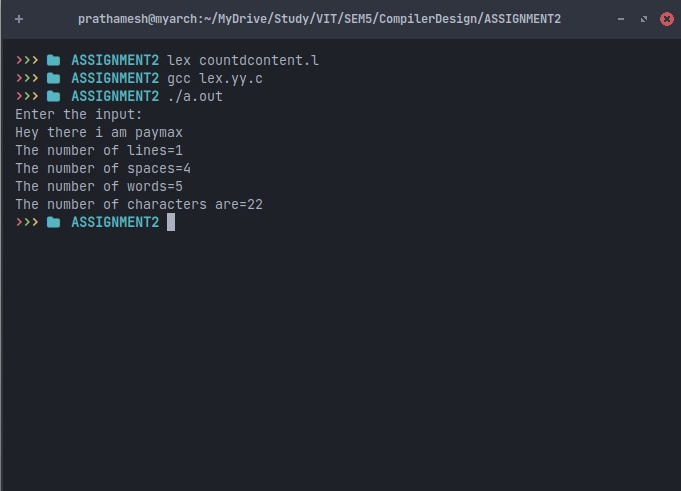 prathamesh@myarch:~/MyDrive/Study/VIT/SEM5/CompilerDesign/ASSIGNMENT2
>>> ASSIGNMENT2 lex countdcontent.l
>>> ASSIGNMENT2 gcc lex.yy.c
>>> ASSIGNMENT2 ./a.out
Enter the input:
Hey there i am paymax
The number of lines=1
The number of spaces=4
The number of words=5
The number of characters are=22
>>> ASSIGNMENT2